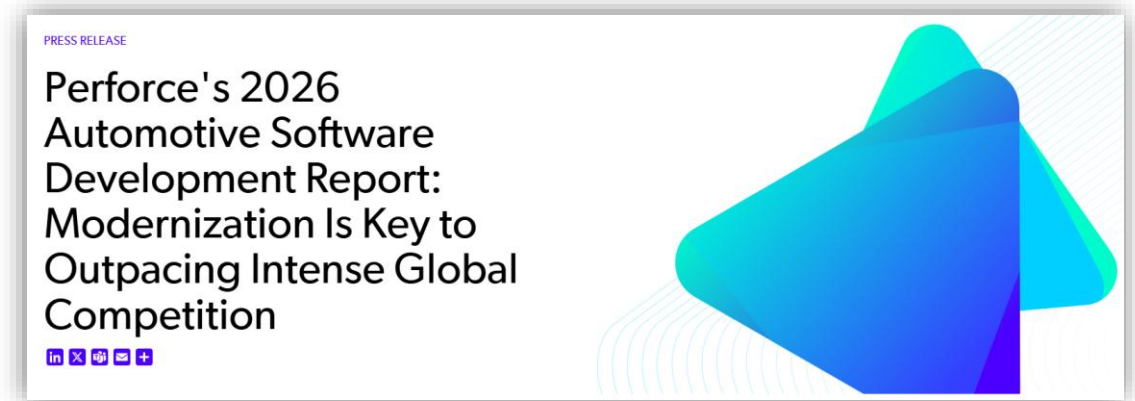 PRESS RELEASE
Perforce's 2026
Automotive Software
Development Report:
Modernization Is Key to
Outpacing Intense Global
Competition